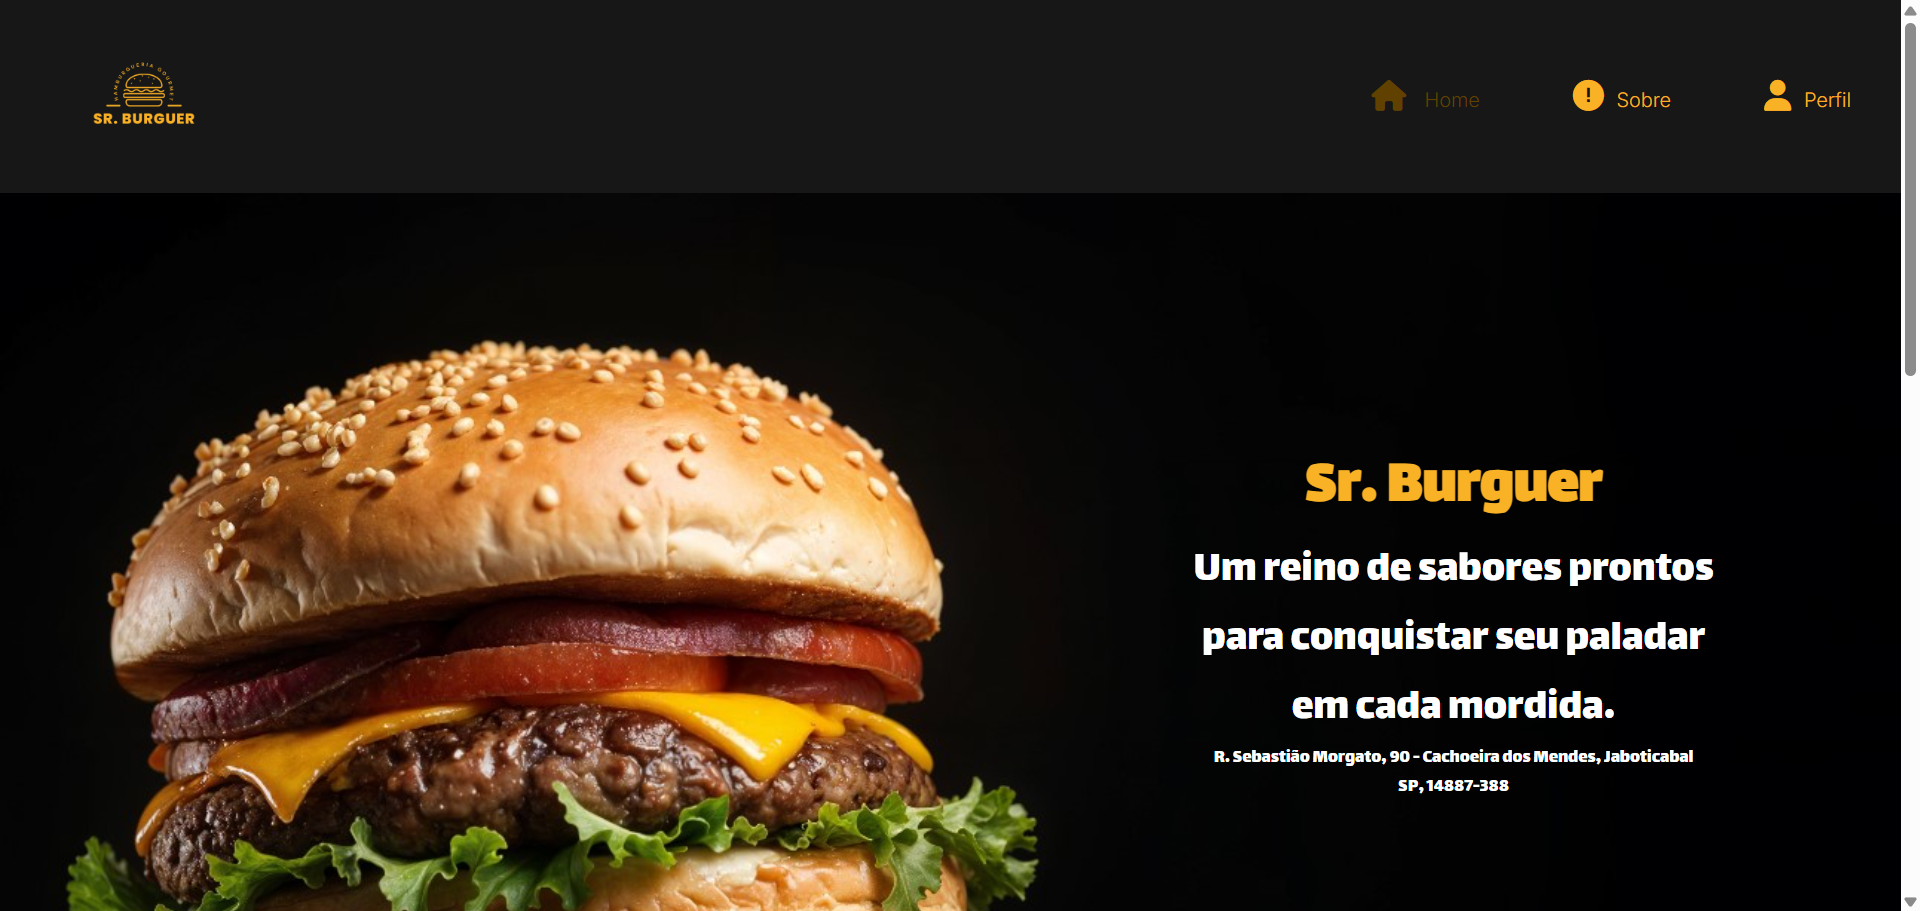 HAMBURGUERIA GOURMET
SR. BURGUER
Home
Sobre
Perfil
Sr. Burguer
Um reino de sabores prontos
para conquistar seu paladar
em cada mordida.
R. Sebastião Morgato, 90 - Cachoeira dos Mendes, Jaboticabal
SP, 14887-388